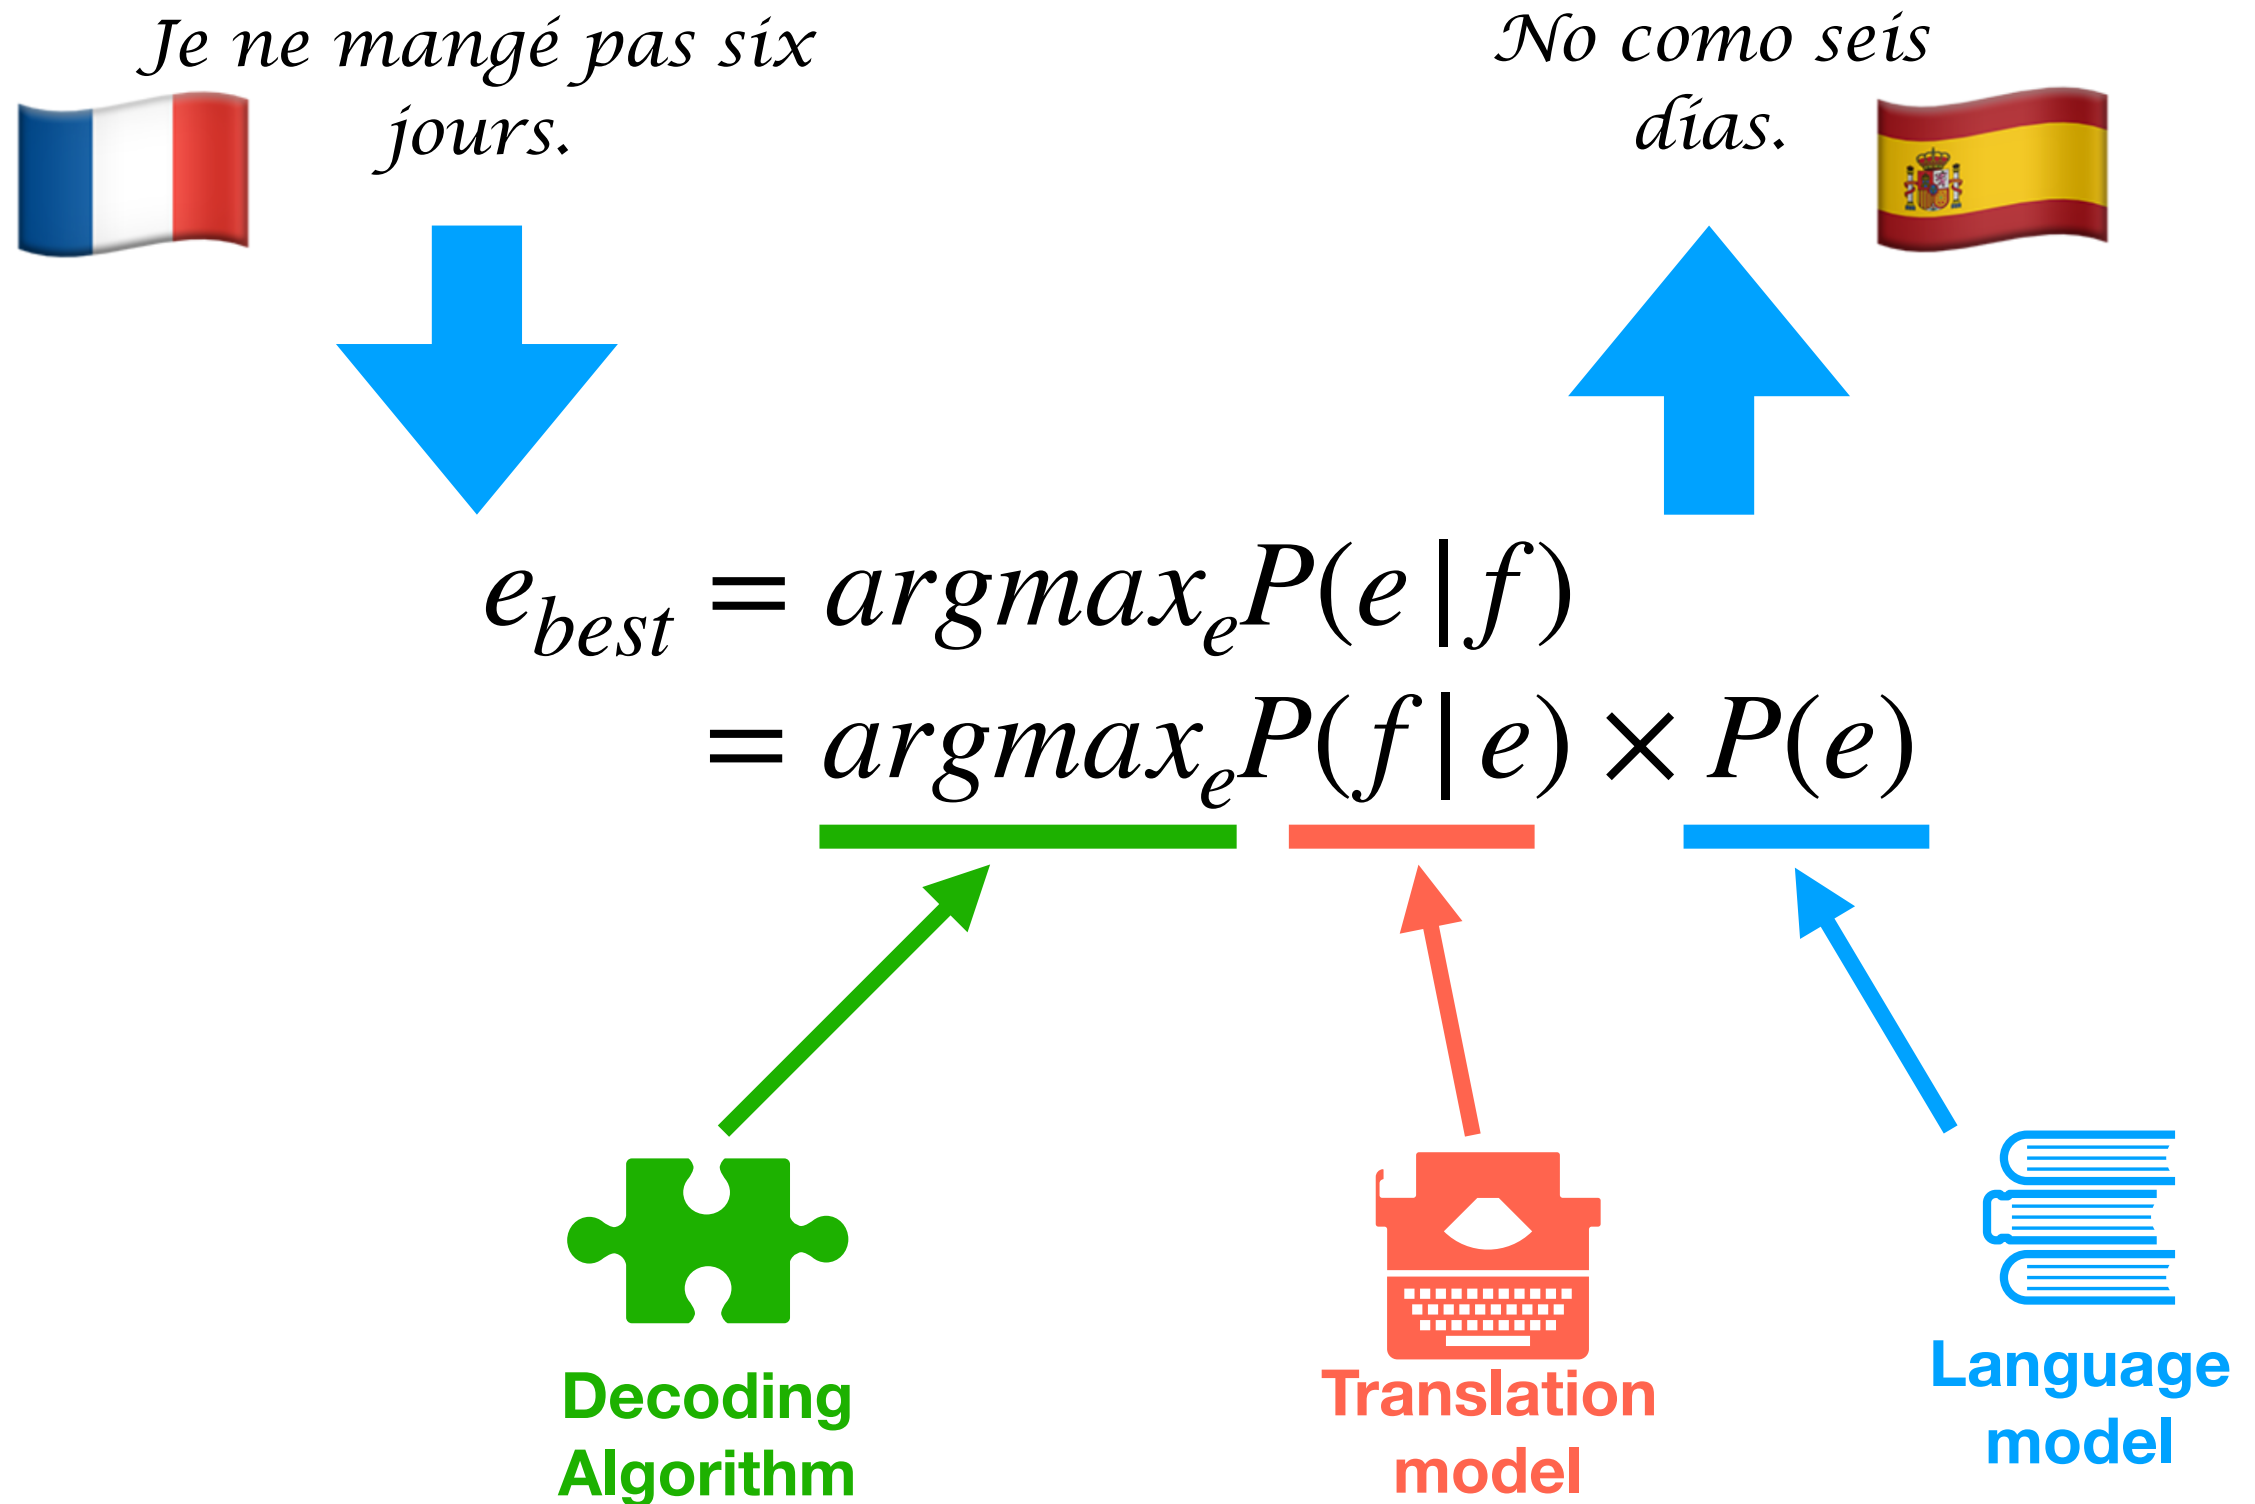 Je ne mangé pas six
jours.
No como seis
días.
e_best = argmax_e P(e|f)
= argmax_e P(f|e) × P(e)
Decoding
Algorithm
Translation
model
Language
model